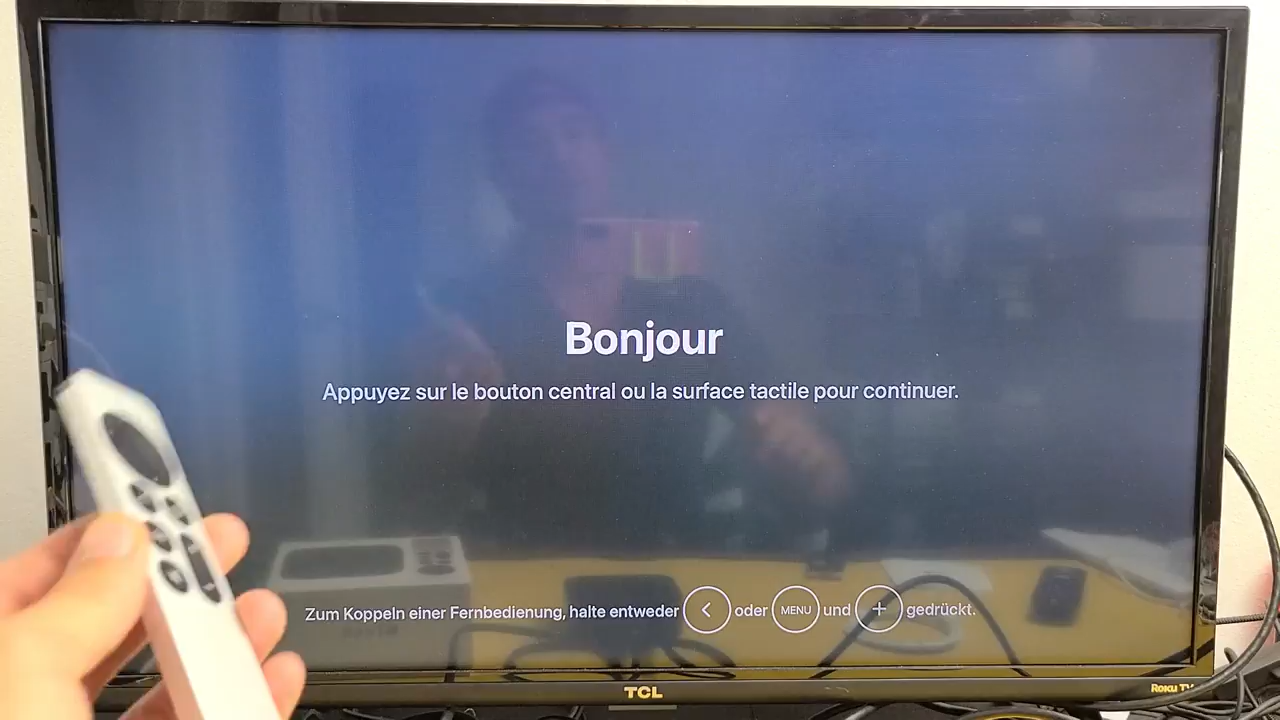 Bonjour
Appuyez sur le bouton central ou la surface tactile pour continuer.
Zum Koppeln einer Fernbedienung, halte entweder < oder MENU und + gedrückt.
TCL
Roku TV